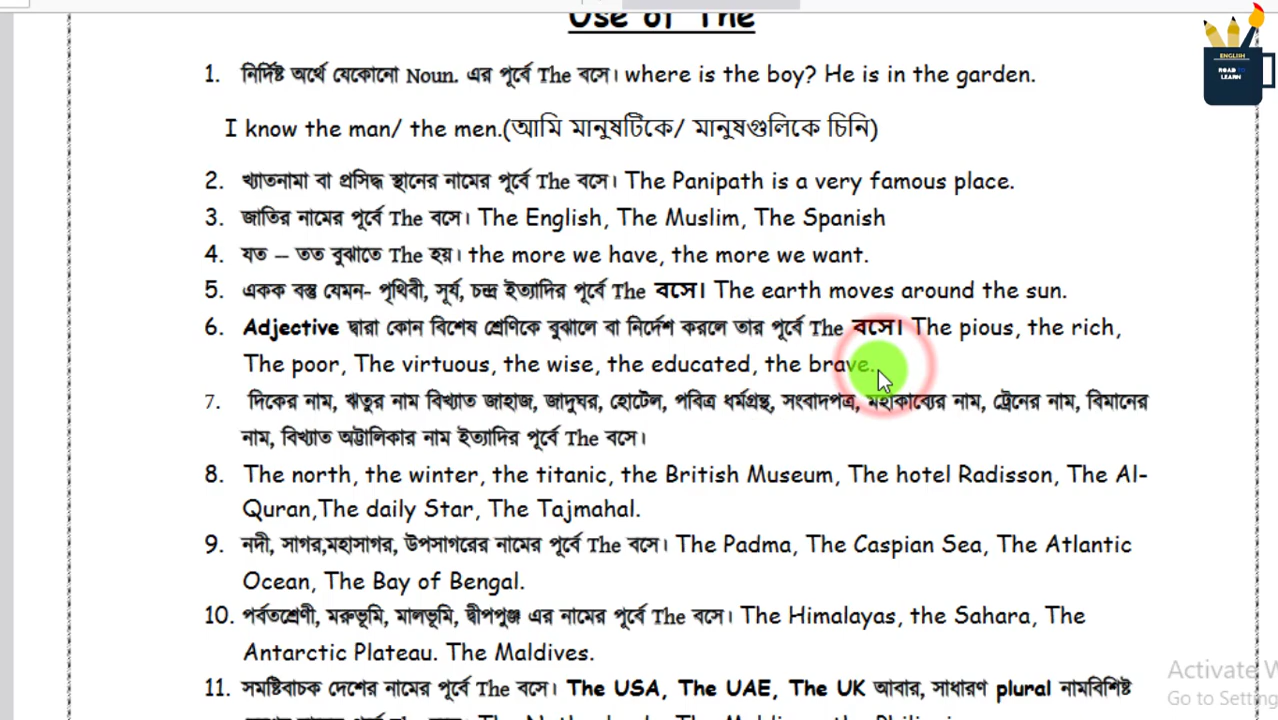 Use of The
ENGLISH
ROAD TO
LEARN
1. নির্দিষ্ট অর্থে যেকোনো Noun. এর পূর্বে The বসে। where is the boy? He is in the garden.
I know the man/ the men.(আমি মানুষটিকে/ মানুষগুলিকে চিনি)
2. খ্যাতনামা বা প্রসিদ্ধ স্থানের নামের পূর্বে The বসে। The Panipath is a very famous place.
3. জাতির নামের পূর্বে The বসে। The English, The Muslim, The Spanish
4. যত – তত বুঝাতে The হয়। the more we have, the more we want.
5. একক বস্তু যেমন- পৃথিবী, সূর্য, চন্দ্র ইত্যাদির পূর্বে The বসে। The earth moves around the sun.
6. Adjective দ্বারা কোন বিশেষ শ্রেণিকে বুঝালে বা নির্দেশ করলে তার পূর্বে The বসে। The pious, the rich,
The poor, The virtuous, the wise, the educated, the brave.
7. দিকের নাম, ঋতুর নাম বিখ্যাত জাহাজ, জাদুঘর, হোটেল, পবিত্র ধর্মগ্রন্থ, সংবাদপত্র, মহাকাব্যের নাম, ট্রেনের নাম, বিমানের
নাম, বিখ্যাত অট্টালিকার নাম ইত্যাদির পূর্বে The বসে।
8. The north, the winter, the titanic, the British Museum, The hotel Radisson, The Al-
Quran,The daily Star, The Tajmahal.
9. নদী, সাগর,মহাসাগর, উপসাগরের নামের পূর্বে The বসে। The Padma, The Caspian Sea, The Atlantic
Ocean, The Bay of Bengal.
10. পর্বতশ্রেণী, মরুভূমি, মালভূমি, দ্বীপপুঞ্জ এর নামের পূর্বে The বসে। The Himalayas, the Sahara, The
Antarctic Plateau. The Maldives.
11. সমষ্টিবাচক দেশের নামের পূর্বে The বসে। The USA, The UAE, The UK আবার, সাধারণ plural নামবিশিষ্ট
Activate W
Go to Setting